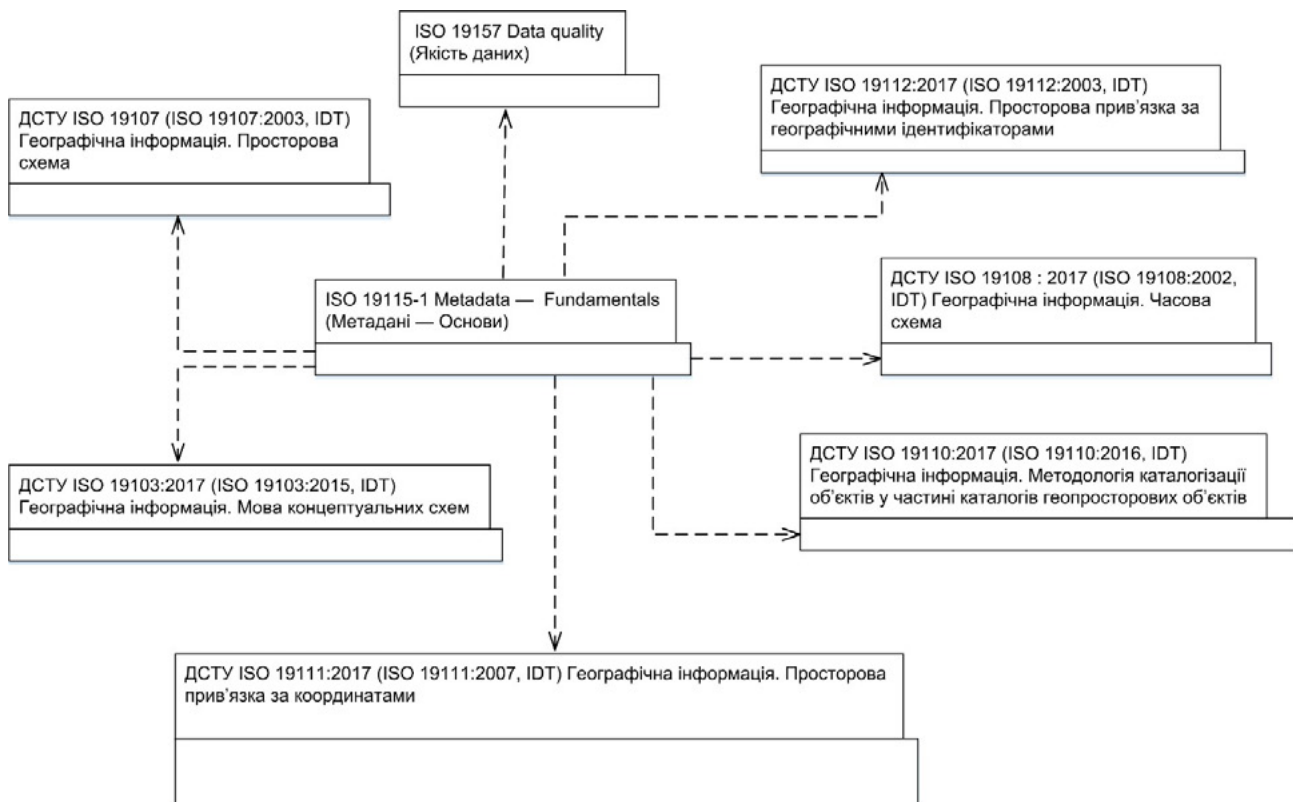 ISO 19157 Data quality
(Якість даних)
ДСТУ ISO 19112:2017 (ISO 19112:2003, IDT)
Географічна інформація. Просторова прив’язка за
географічними ідентифікаторами
ДСТУ ISO 19107 (ISO 19107:2003, IDT)
Географічна інформація. Просторова
схема
ISO 19115-1 Metadata — Fundamentals
(Метадані — Основи)
ДСТУ ISO 19108 : 2017 (ISO 19108:2002,
IDT) Географічна інформація. Часова
схема
ДСТУ ISO 19110:2017 (ISO 19110:2016, IDT)
Географічна інформація. Методологія каталогізації
об’єктів у частині каталогів геопросторових об’єктів
ДСТУ ISO 19103:2017 (ISO 19103:2015, IDT)
Географічна інформація. Мова концептуальних схем
ДСТУ ISO 19111:2017 (ISO 19111:2007, IDT) Географічна інформація. Просторова
прив’язка за координатами